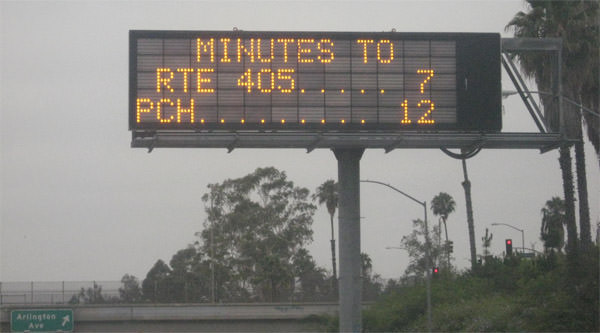 MINUTES TO
RTE 405..... 7
PCH.......... 12
Arlington
Ave